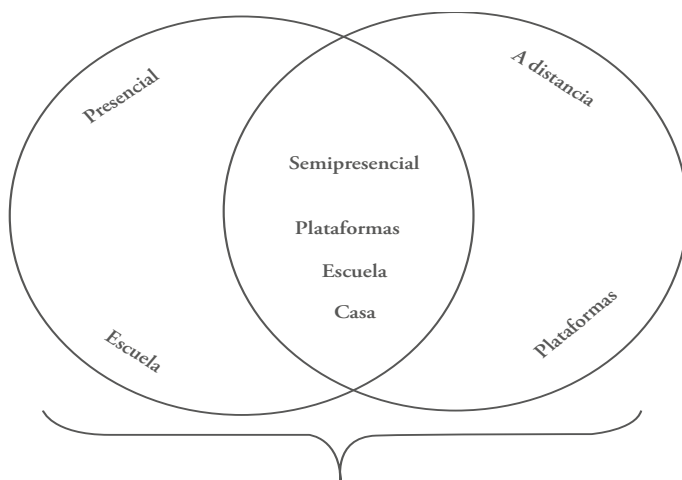 Presencial
A distancia
Semipresencial
Plataformas
Escuela
Casa
Escuela
Plataformas